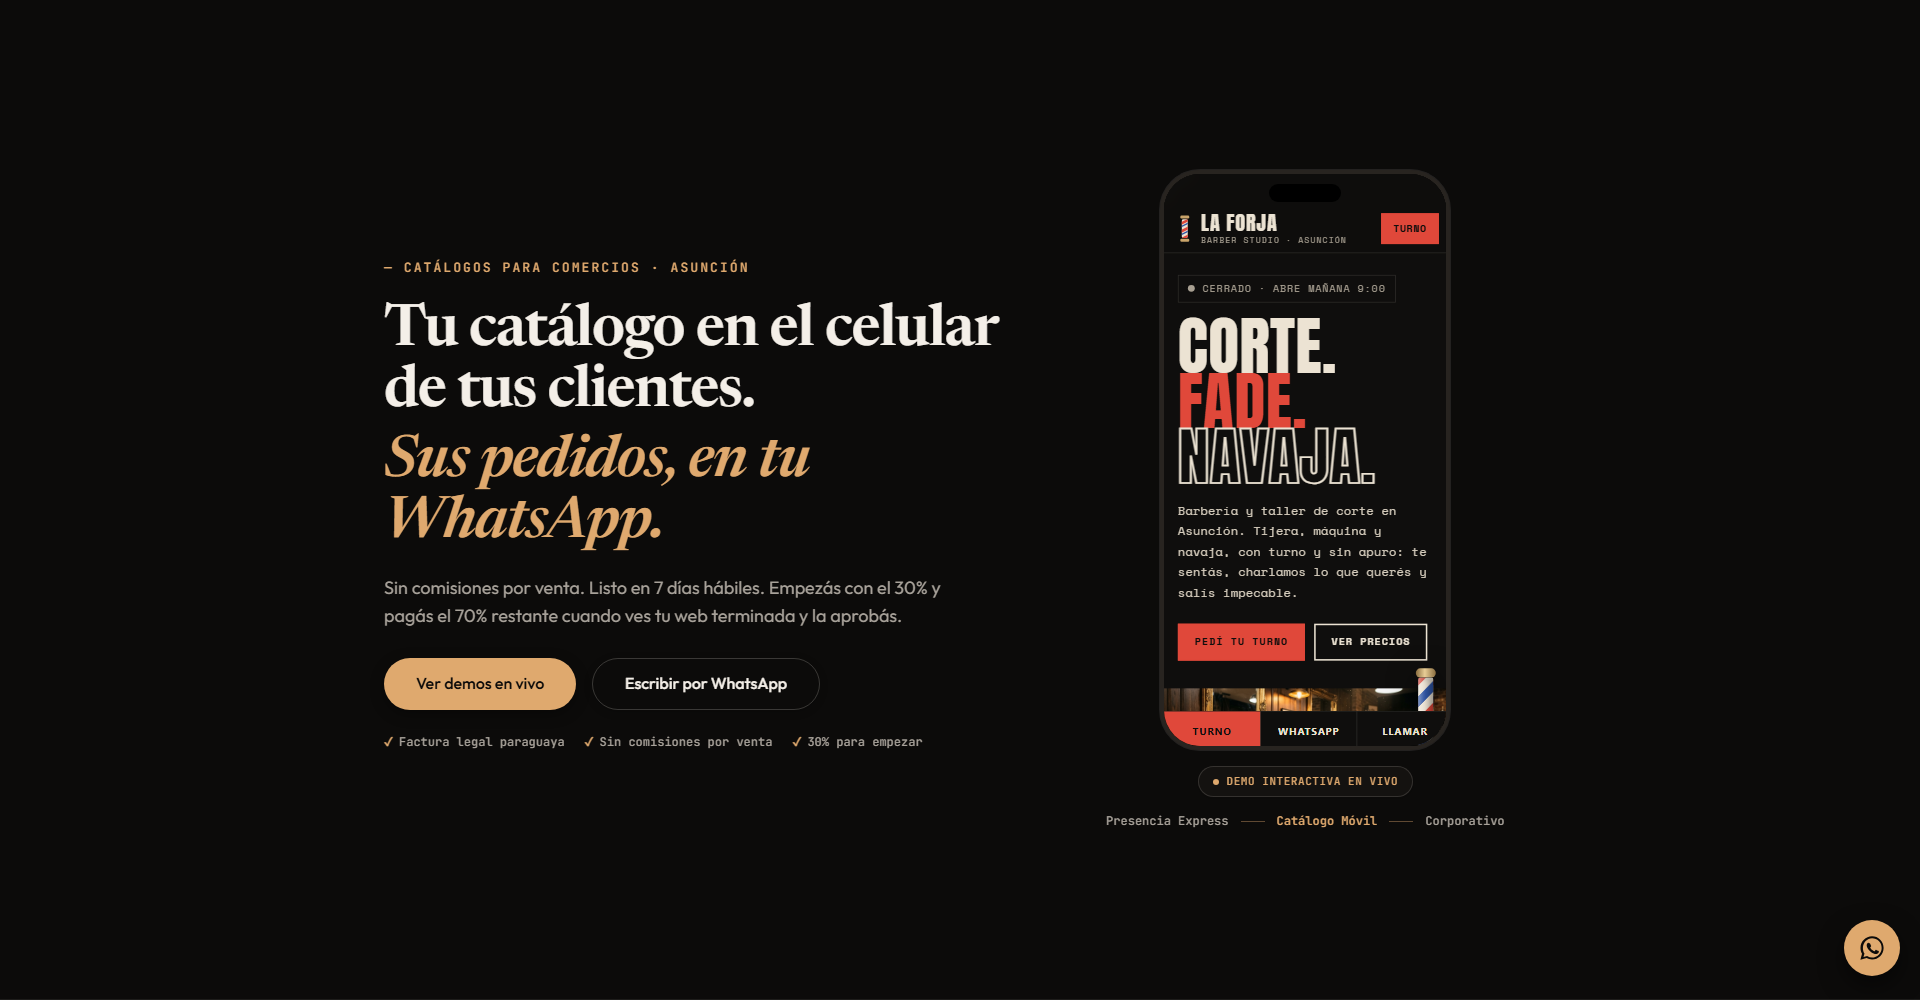 — CATÁLOGOS PARA COMERCIOS · ASUNCIÓN
Tu catálogo en el celular
de tus clientes.
Sus pedidos, en tu
WhatsApp.
Sin comisiones por venta. Listo en 7 días hábiles. Empezás con el 30% y
pagás el 70% restante cuando ves tu web terminada y la aprobás.
Ver demos en vivo
Escribir por WhatsApp
✓ Factura legal paraguaya ✓ Sin comisiones por venta ✓ 30% para empezar
LA FORJA
BARBER STUDIO · ASUNCIÓN
TURNO
CERRADO · ABRE MAÑANA 9:00
CORTE.
FADE.
NAVAJA.
Barbería y taller de corte en
Asunción. Tijera, máquina y
navaja, con turno y sin apuro: te
sentás, charlamos lo que querés y
salís impecable.
PEDÍ TU TURNO
VER PRECIOS
TURNO
WHATSAPP
LLAMAR
DEMO INTERACTIVA EN VIVO
Presencia Express — Catálogo Móvil — Corporativo